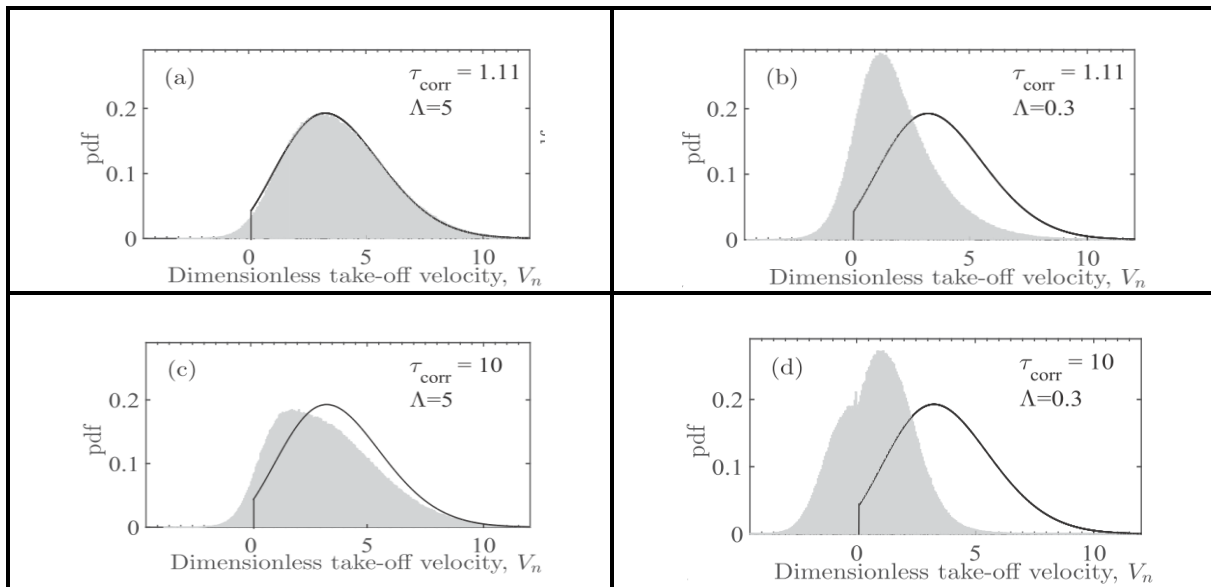 (a)
τcorr = 1.11
Λ=5
pdf
0.2
0.1
0
0 5 10
Dimensionless take-off velocity, Vn
(b)
τcorr = 1.11
Λ=0.3
pdf
0.2
0.1
0
0 5 10
Dimensionless take-off velocity, Vn
(c)
τcorr = 10
Λ=5
pdf
0.2
0.1
0
0 5 10
Dimensionless take-off velocity, Vn
(d)
τcorr = 10
Λ=0.3
pdf
0.2
0.1
0
0 5 10
Dimensionless take-off velocity, Vn